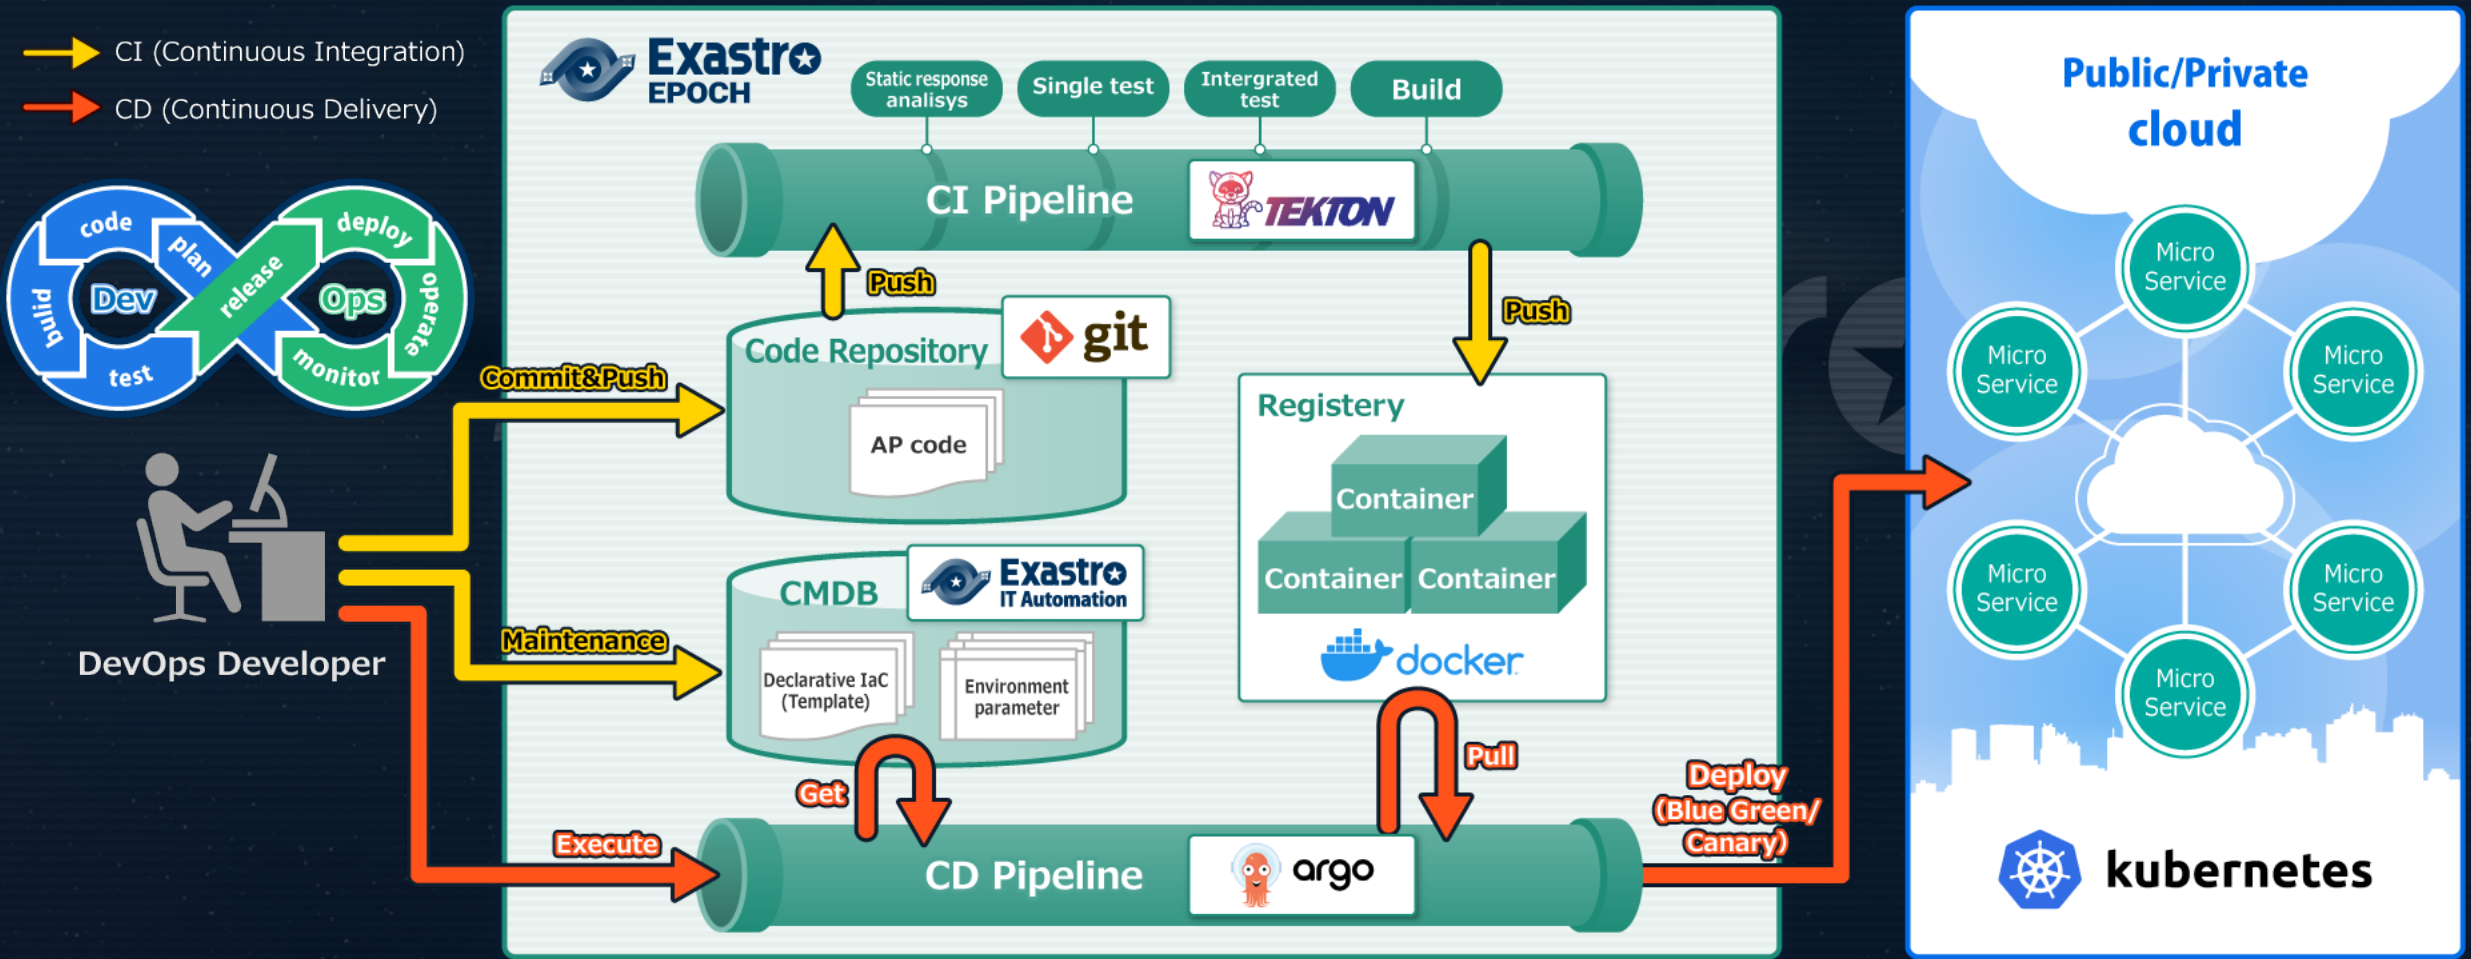 CI (Continuous Integration)
CD (Continuous Delivery)
code
plan
release
deploy
operate
monitor
Ops
Dev
built
test
DevOps Developer
Exastro
EPOCH
Static response
analisys
Single test
Intergrated
test
Build
CI Pipeline
TEKTON
Push
Push
Code Repository
git
AP code
Commit&Push
Maintenance
CMDB
Exastro
IT Automation
Declarative IaC
(Template)
Environment
parameter
Registery
Container
Container
Container
docker
Get
Pull
Execute
CD Pipeline
argo
Deploy
(Blue Green/
Canary)
Public/Private
cloud
Micro
Service
Micro
Service
Micro
Service
Micro
Service
Micro
Service
Micro
Service
kubernetes